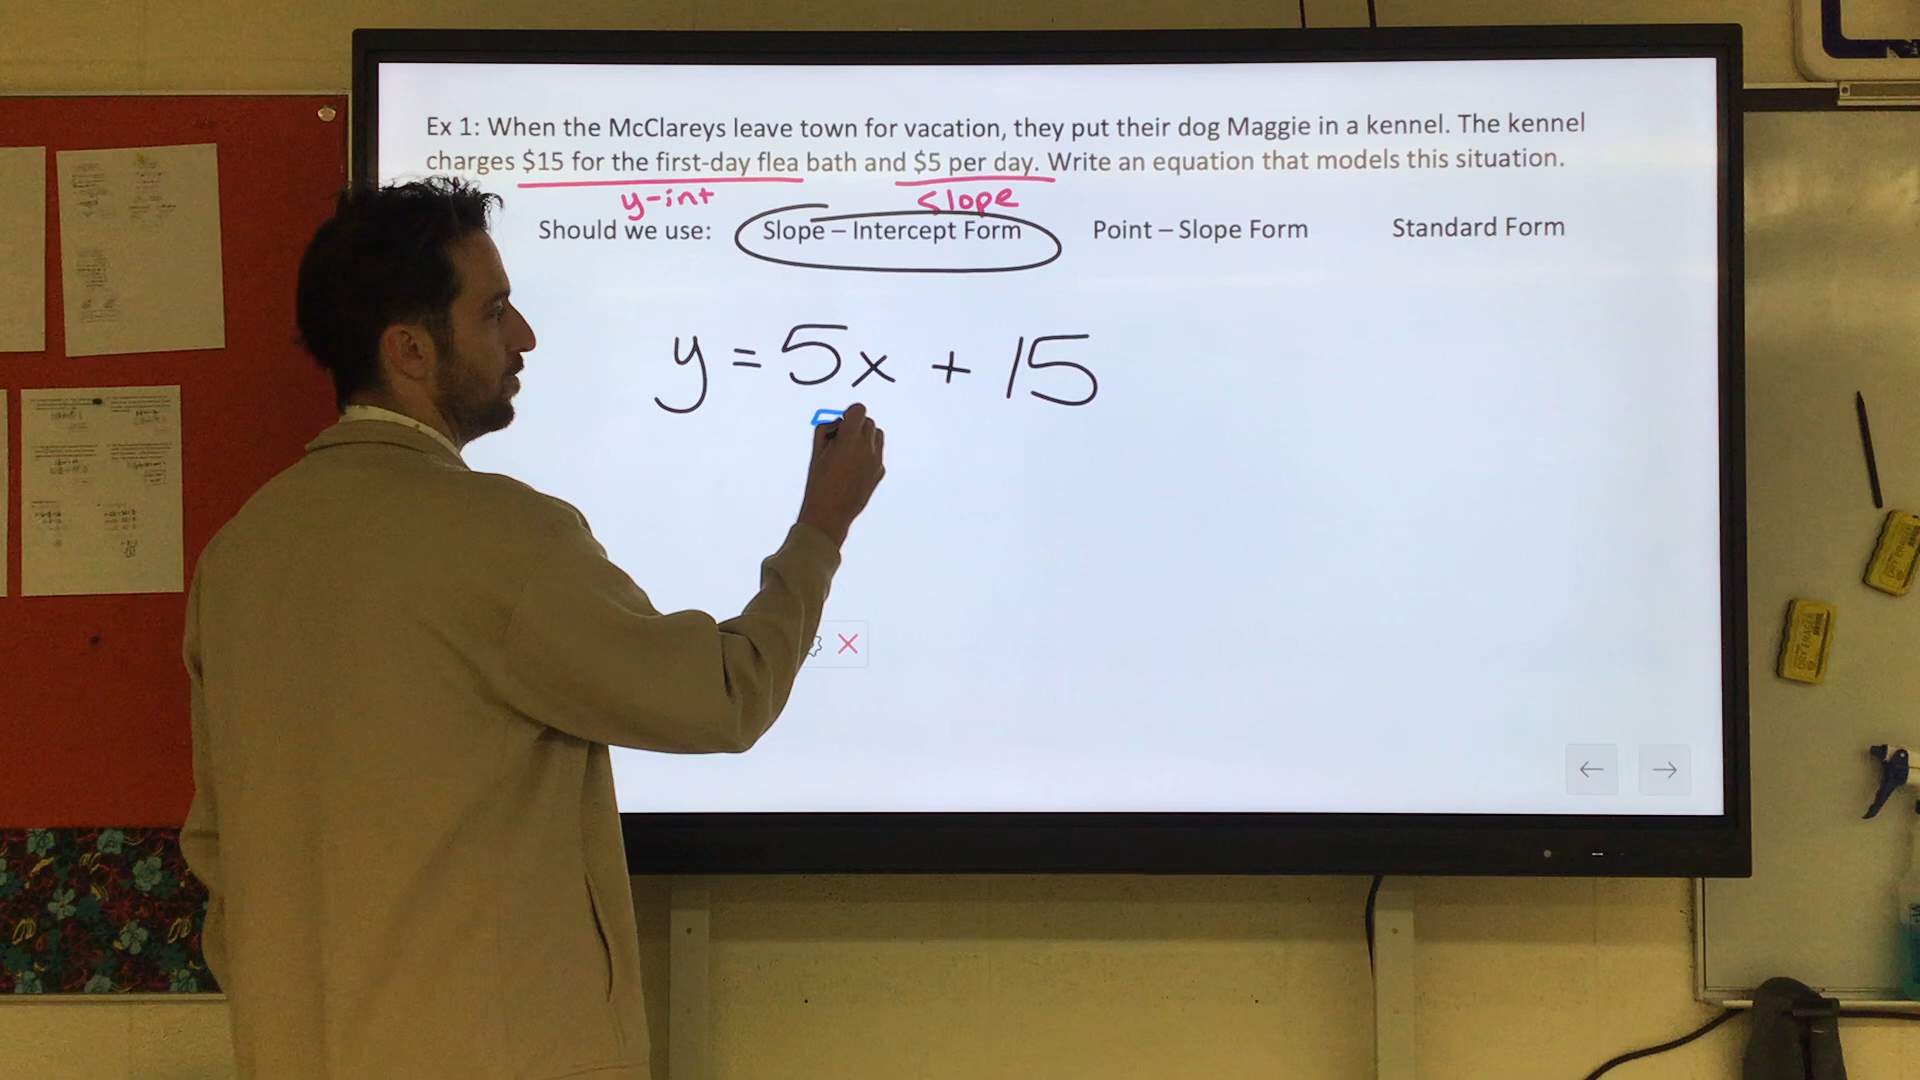 Ex 1: When the McClareys leave town for vacation, they put their dog Maggie in a kennel. The kennel
charges $15 for the first-day flea bath and $5 per day. Write an equation that models this situation.
y-int slope
Should we use: Slope – Intercept Form Point – Slope Form Standard Form
y = 5x + 15